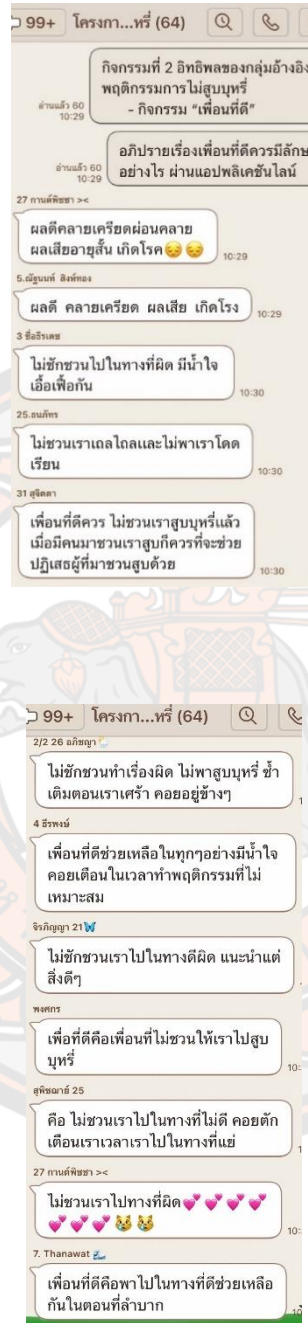 99+ โครงกา...หรี่ (64)
กิจกรรมที่ 2 อิทธิพลของกลุ่มอ้างอิง
พฤติกรรมการไม่สูบบุหรี่
- กิจกรรม "เพื่อนที่ดี"
อ่านแล้ว 60
10:29
อภิปรายเรื่องเพื่อนที่ดีควรมีลักษ
อย่างไร ผ่านแอปพลิเคชันไลน์
อ่านแล้ว 60
10:29
27 กานต์พิชชา ><
ผลดีคลายเครียดผ่อนคลาย
ผลเสียอายุสั้น เกิดโรค😔😔
10:29
5.ณัฐนนท์ สิงห์ทอง
ผลดี คลายเครียด ผลเสีย เกิดโรง
10:29
3 ชื่อธีรเดช
ไม่ชักชวนไปในทางที่ผิด มีน้ำใจ
เอื้อเฟื้อกัน
10:30
25.ธนภัทร
ไม่ชวนเราเถลไถลและไม่พาเราโดด
เรียน
10:30
31 สุจิตตา
เพื่อนที่ดีควร ไม่ชวนเราสูบบุหรี่แล้ว
เมื่อมีคนมาชวนเราสูบก็ควรที่จะช่วย
ปฏิเสธผู้ที่มาชวนสูบด้วย
10:30
99+ โครงกา...หรี่ (64)
2/2 26 อภิชญา
ไม่ชักชวนทำเรื่องผิด ไม่พาสูบบุหรี่ ซ้ำ
เติมตอนเราเศร้า คอยอยู่ข้างๆ
4 ธีรพงษ์
เพื่อนที่ดีช่วยเหลือในทุกๆอย่างมีน้ำใจ
คอยเตือนในเวลาทำพฤติกรรมที่ไม่
เหมาะสม
จิรภิญญา 21🦋
ไม่ชักชวนเราไปในทางดีผิด แนะนำแต่
สิ่งดีๆ
พงศกร
เพื่อที่ดีคือเพื่อนที่ไม่ชวนให้เราไปสูบ
บุหรี่
10:
สุพิชฌาย์ 25
คือ ไม่ชวนเราไปในทางที่ไม่ดี คอยตัก
เตือนเราเวลาเราไปในทางที่แย่
27 กานต์พิชชา ><
ไม่ชวนเราไปทางที่ผิด💕💕💕💕
💕💕💕😿😿
10:
7. Thanawat
เพื่อนที่ดีคือพาไปในทางที่ดีช่วยเหลือ
กันในตอนที่ลำบาก
10